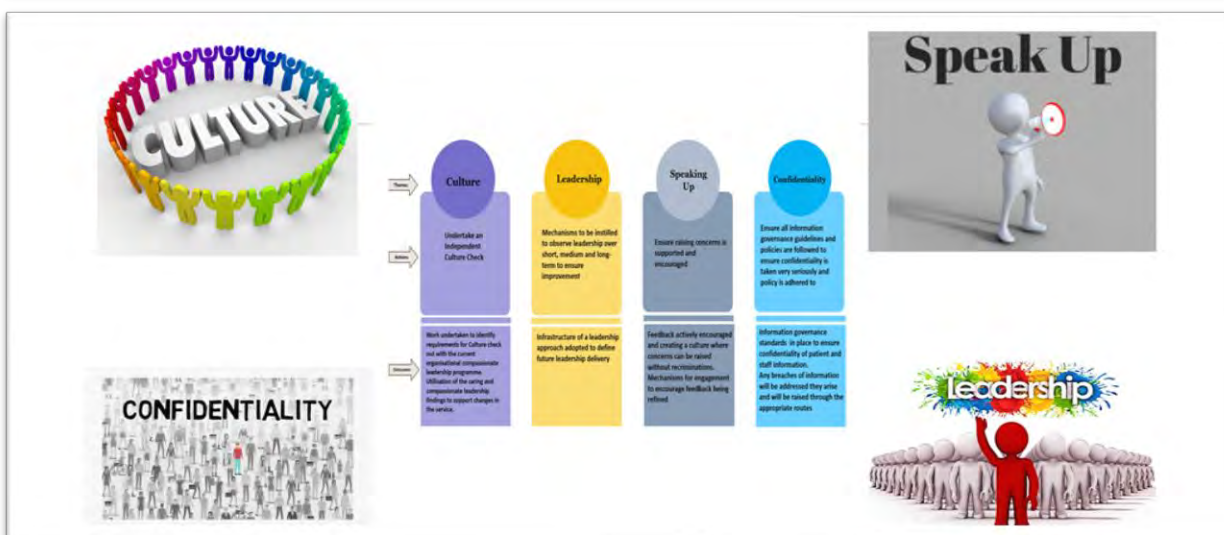 CULTURE
Speak Up
Themes
Culture
Leadership
Speaking
Up
Confidentiality
Actions
Undertake an
Independent
Culture Check
Mechanisms to be instilled
to observe leadership over
short, medium and long-
term to ensure
improvement
Ensure raising concerns is
supported and
encouraged
Ensure all information
governance guidelines and
policies are followed to
ensure confidentiality is
taken very seriously and
policy is adhered to
Outcomes
Work undertaken to identify
requirements for Culture check
out with the current
organisational compassionate
leadership programme.
Utilisation of the caring and
compassionate leadership
findings to support changes in
the service.
Infrastructure of a leadership
approach adopted to define
future leadership delivery
Feedback actively encouraged
and creating a culture where
concerns can be raised
without recriminations.
Mechanisms for engagement
to encourage feedback being
refined
Information governance
standards in place to ensure
confidentiality of patient and
staff information.
Any breaches of information
will be addressed they arise
and will be raised through the
appropriate routes
CONFIDENTIALITY
leadership